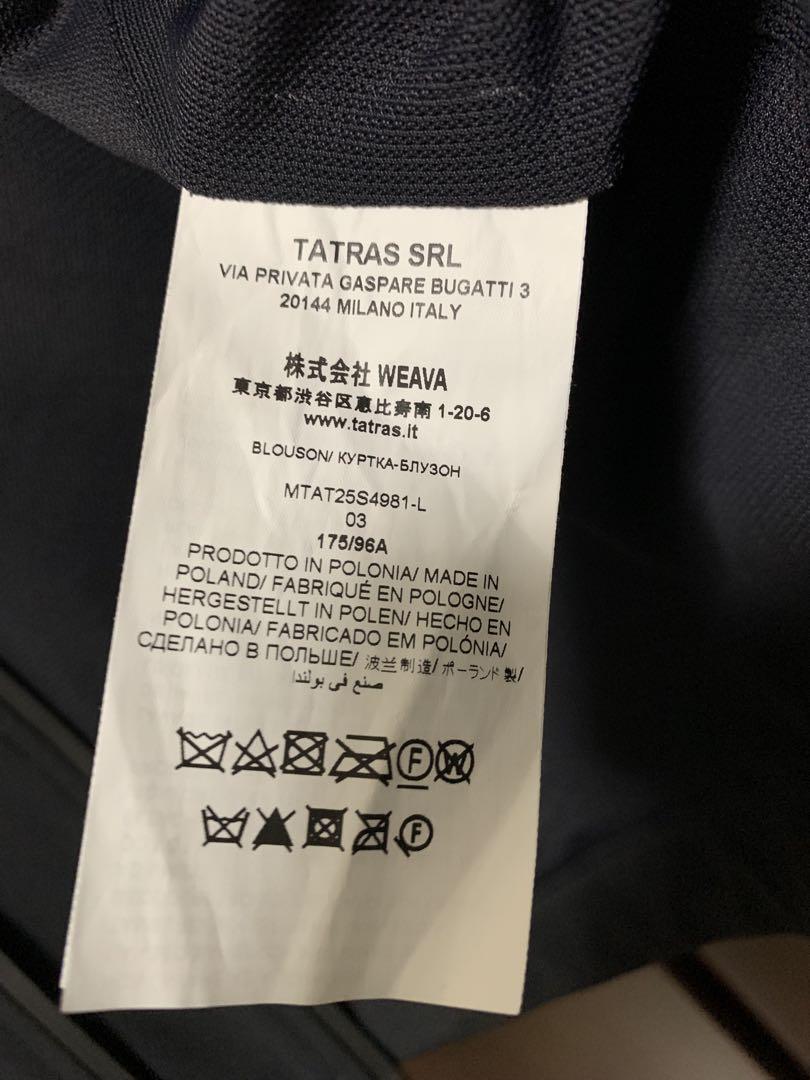 TATRAS SRL
VIA PRIVATA GASPARE BUGATTI 3
20144 MILANO ITALY
株式会社 WEAVA
東京都渋谷区恵比寿南 1-20-6
www.tatras.it
BLOUSON/ КУРТКА-БЛУЗОН
MTAT25S4981-L
03
175/96A
PRODOTTO IN POLONIA/ MADE IN
POLAND/ FABRIQUÉ EN POLOGNE/
HERGESTELLT IN POLEN/ HECHO EN
POLONIA/ FABRICADO EM POLÓNIA/
СДЕЛАНО В ПОЛЬШЕ/ 波兰制造/ ポーランド製/
صنع في بولندا
F W
F